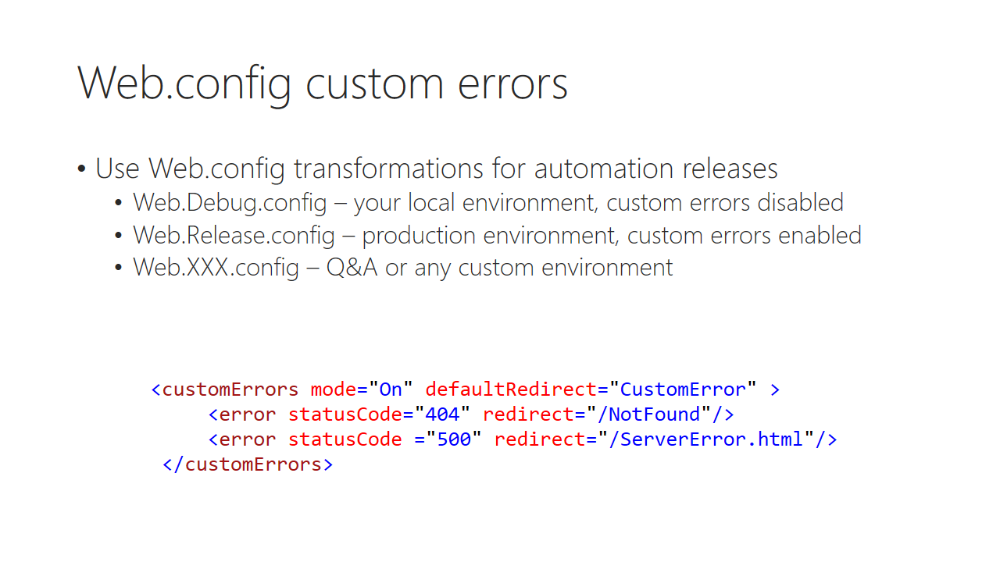 Web.config custom errors
• Use Web.config transformations for automation releases
• Web.Debug.config – your local environment, custom errors disabled
• Web.Release.config – production environment, custom errors enabled
• Web.XXX.config – Q&A or any custom environment
<customErrors mode="On" defaultRedirect="CustomError" >
<error statusCode="404" redirect="/NotFound"/>
<error statusCode ="500" redirect="/ServerError.html"/>
</customErrors>